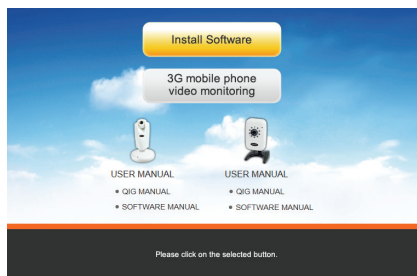 Install Software
3G mobile phone
video monitoring
USER MANUAL
• QIG MANUAL
• SOFTWARE MANUAL
USER MANUAL
• QIG MANUAL
• SOFTWARE MANUAL
Please click on the selected button.